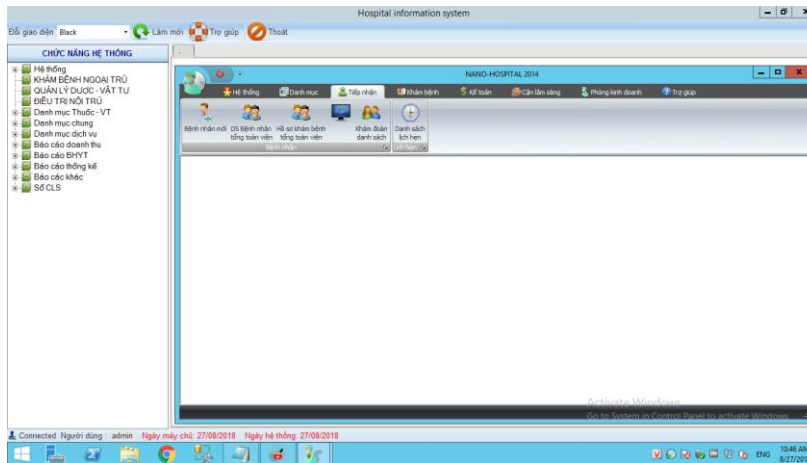 Hospital information system
Đổi giao diện Black Làm mới Trợ giúp Thoát
CHỨC NĂNG HỆ THỐNG
Hệ thống
KHÁM BỆNH NGOẠI TRÚ
QUẢN LÝ DƯỢC - VẬT TƯ
ĐIỀU TRỊ NỘI TRÚ
Danh mục Thuốc - VT
Danh mục chung
Danh mục dịch vụ
Báo cáo doanh thu
Báo cáo BHYT
Báo cáo thống kê
Báo các khác
Sổ CLS
NANO-HOSPITAL 2014
Hệ thống Danh mục Tiếp nhận Khám bệnh Kế toán Cận lâm sàng Phòng kinh doanh Trợ giúp
Bệnh nhân mới DS Bệnh nhân Hồ sơ khám bệnh Khám đoàn Danh sách
tổng toàn viện tổng toàn viện danh sách lịch hẹn
Bệnh nhân Lịch hẹn
Activate Windows
Go to System in Control Panel to activate Windows.
Connected Người dùng : admin Ngày máy chủ: 27/08/2018 Ngày hệ thống: 27/08/2018
ENG
10:46 AM
8/27/201